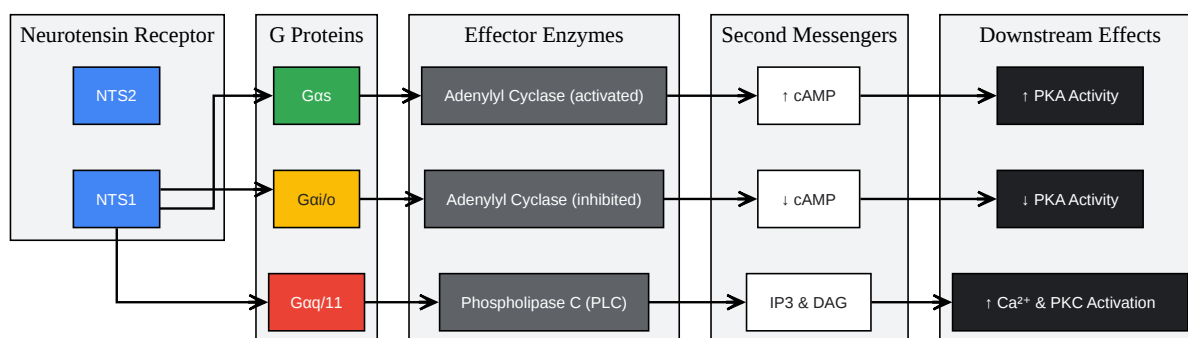 Neurotensin Receptor
G Proteins
Effector Enzymes
Second Messengers
Downstream Effects
NTS2
Gαs
Adenylyl Cyclase (activated)
↑ cAMP
↑ PKA Activity
NTS1
Gαi/o
Adenylyl Cyclase (inhibited)
↓ cAMP
↓ PKA Activity
Gαq/11
Phospholipase C (PLC)
IP3 & DAG
↑ Ca²⁺ & PKC Activation